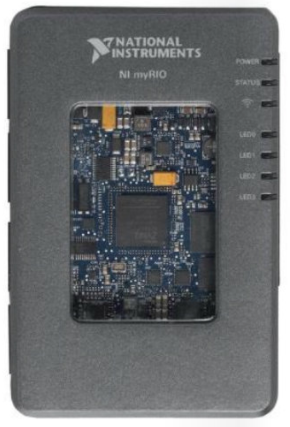 NATIONAL
INSTRUMENTS
NI myRIO
POWER
STATUS
LED0
LED1
LED2
LED3